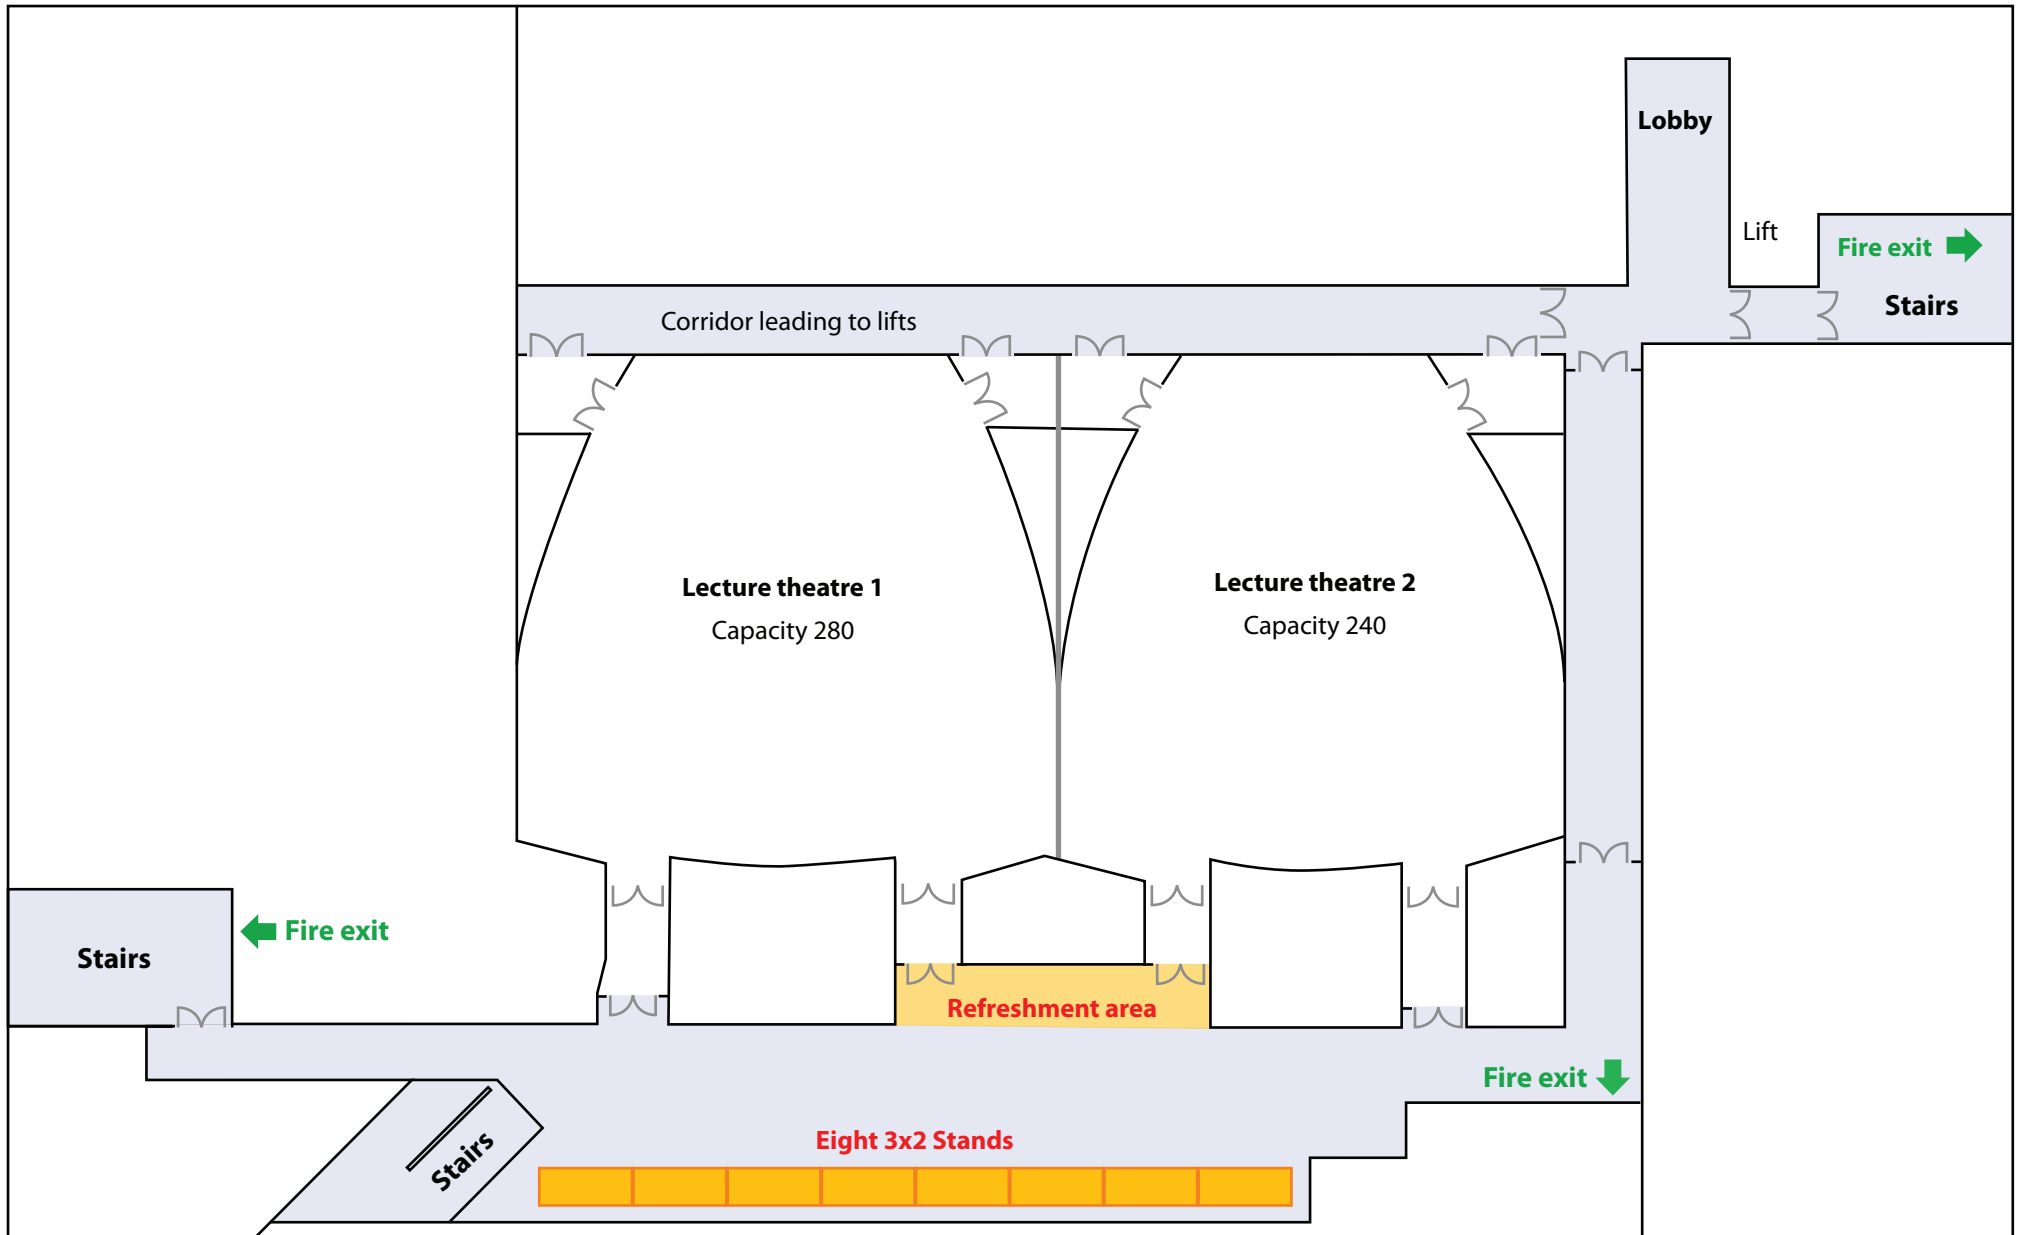 Lobby
Lift
Fire exit
Stairs
Corridor leading to lifts
Lecture theatre 1
Capacity 280
Lecture theatre 2
Capacity 240
Fire exit
Stairs
Refreshment area
Fire exit
Stairs
Eight 3x2 Stands